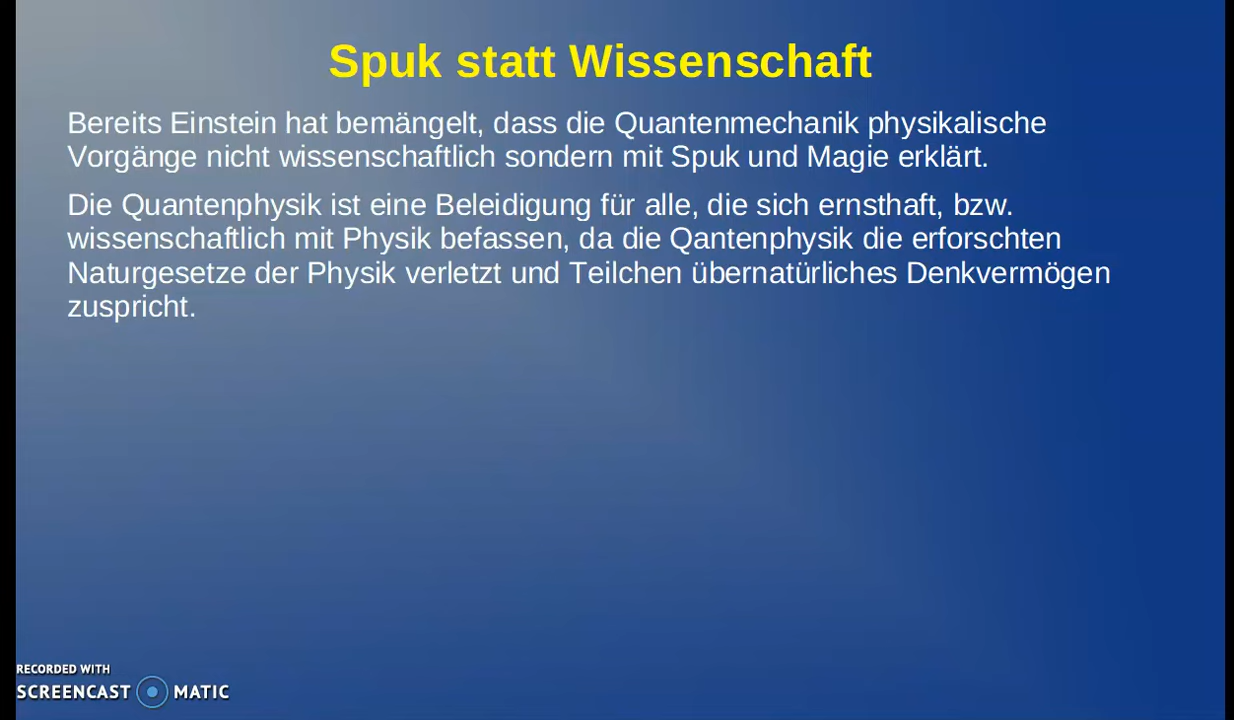 Spuk statt Wissenschaft
Bereits Einstein hat bemängelt, dass die Quantenmechanik physikalische
Vorgänge nicht wissenschaftlich sondern mit Spuk und Magie erklärt.
Die Quantenphysik ist eine Beleidigung für alle, die sich ernsthaft, bzw.
wissenschaftlich mit Physik befassen, da die Qantenphysik die erforschten
Naturgesetze der Physik verletzt und Teilchen übernatürliches Denkvermögen
zuspricht.
RECORDED WITH
SCREENCAST MATIC